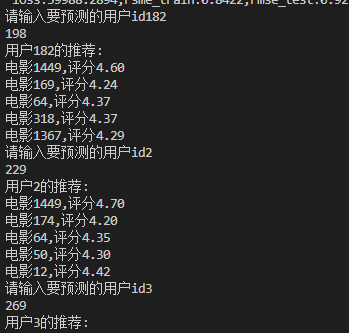 1033.59988.2894,rsme_train:0.8422,rmse_test:0.92
请输入要预测的用户id182
198
用户182的推荐:
电影1449,评分4.60
电影169,评分4.24
电影64,评分4.37
电影318,评分4.37
电影1367,评分4.29
请输入要预测的用户id2
229
用户2的推荐:
电影1449,评分4.70
电影174,评分4.20
电影64,评分4.35
电影50,评分4.30
电影12,评分4.42
请输入要预测的用户id3
269
用户3的推荐: